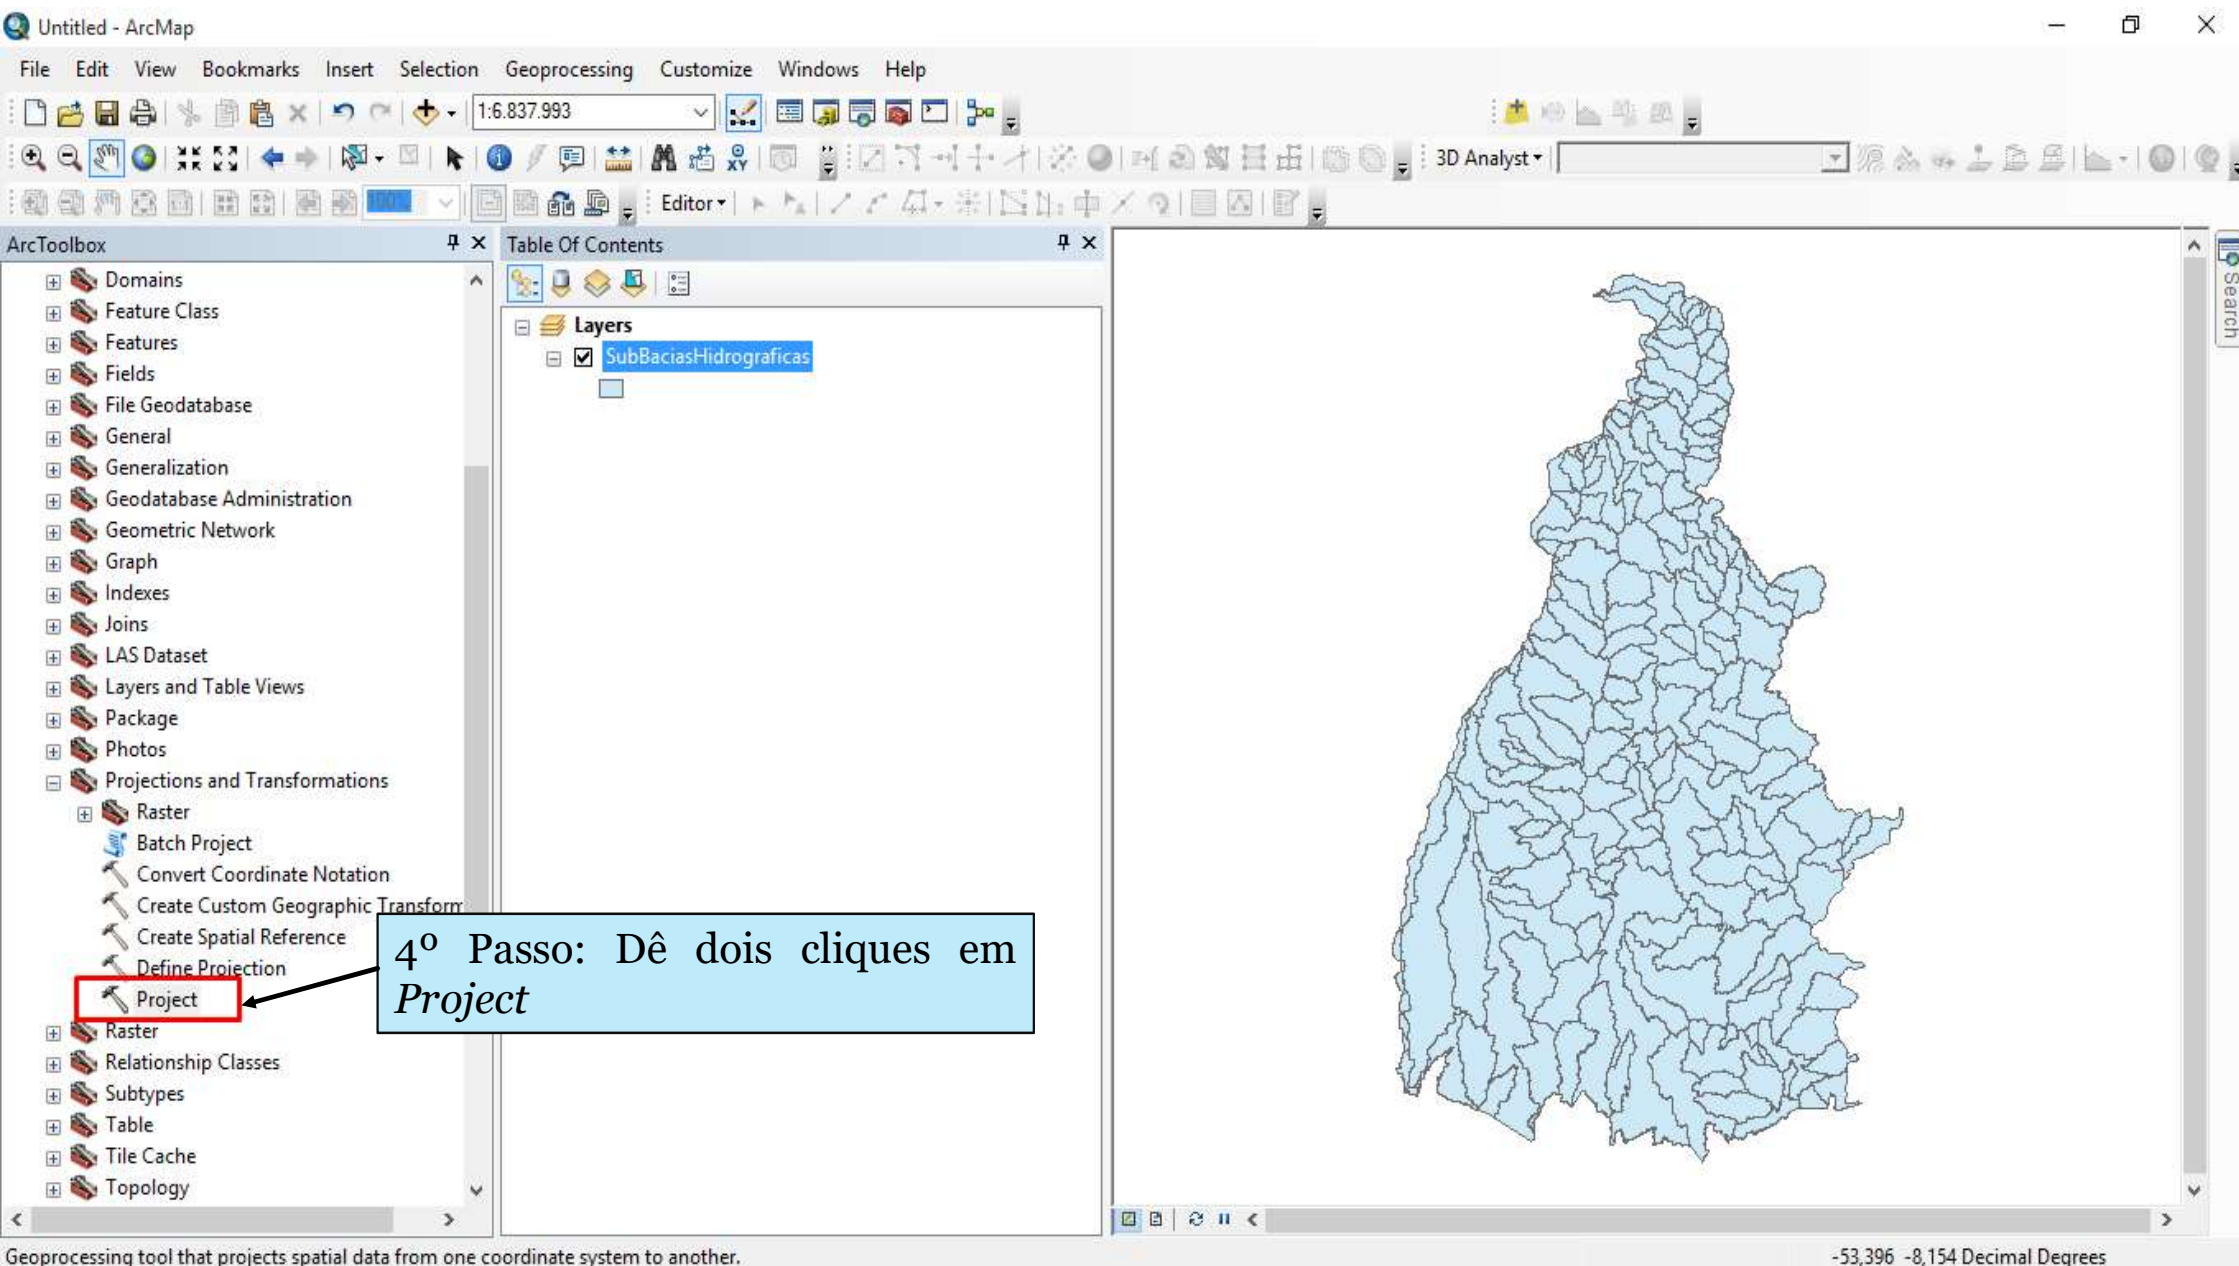 Untitled - ArcMap
File Edit View Bookmarks Insert Selection Geoprocessing Customize Windows Help
1:6.837.993
3D Analyst
100%
Editor
ArcToolbox
Domains
Feature Class
Features
Fields
File Geodatabase
General
Generalization
Geodatabase Administration
Geometric Network
Graph
Indexes
Joins
LAS Dataset
Layers and Table Views
Package
Photos
Projections and Transformations
Raster
Batch Project
Convert Coordinate Notation
Create Custom Geographic Transform
Create Spatial Reference
Define Projection
Project
Raster
Relationship Classes
Subtypes
Table
Tile Cache
Topology
Table Of Contents
Layers
SubBaciasHidrograficas
4º Passo: Dê dois cliques em
Project
Search
Geoprocessing tool that projects spatial data from one coordinate system to another.
-53,396 -8,154 Decimal Degrees